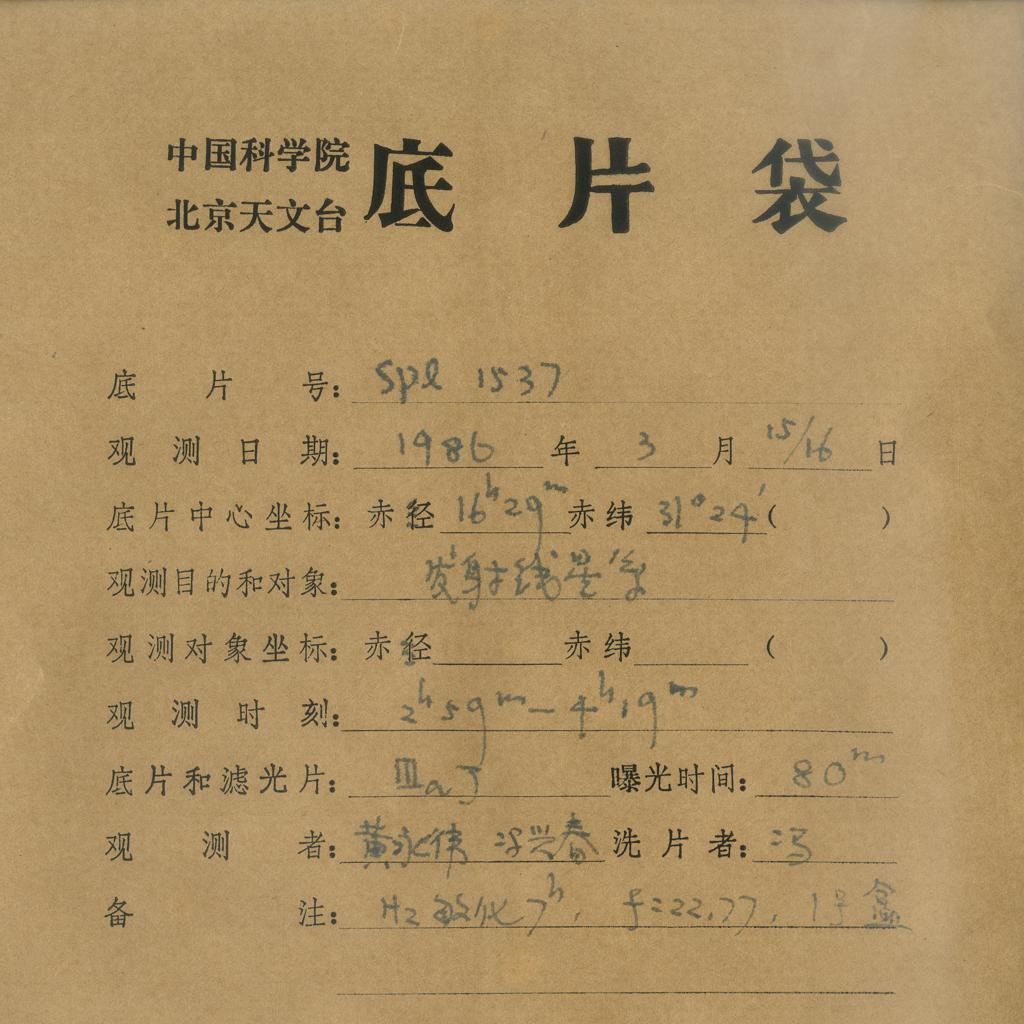 中国科学院
北京天文台
底片袋
底片号: Spl 1537
观测日期: 1986 年 3 月 15/16 日
底片中心坐标: 赤径 16ʰ29ᵐ 赤纬 31°24′ ( )
观测目的和对象: 发射线星系
观测对象坐标: 赤径 赤纬 ( )
观测时刻: 2ʰ59ᵐ—4ʰ19ᵐ
底片和滤光片: IIIaJ 曝光时间: 80ᵐ
观测者: 黄永伟 冯兴春 洗片者: 冯
备注: H2 敏化 7ʰ, f=22.77, 1号盒